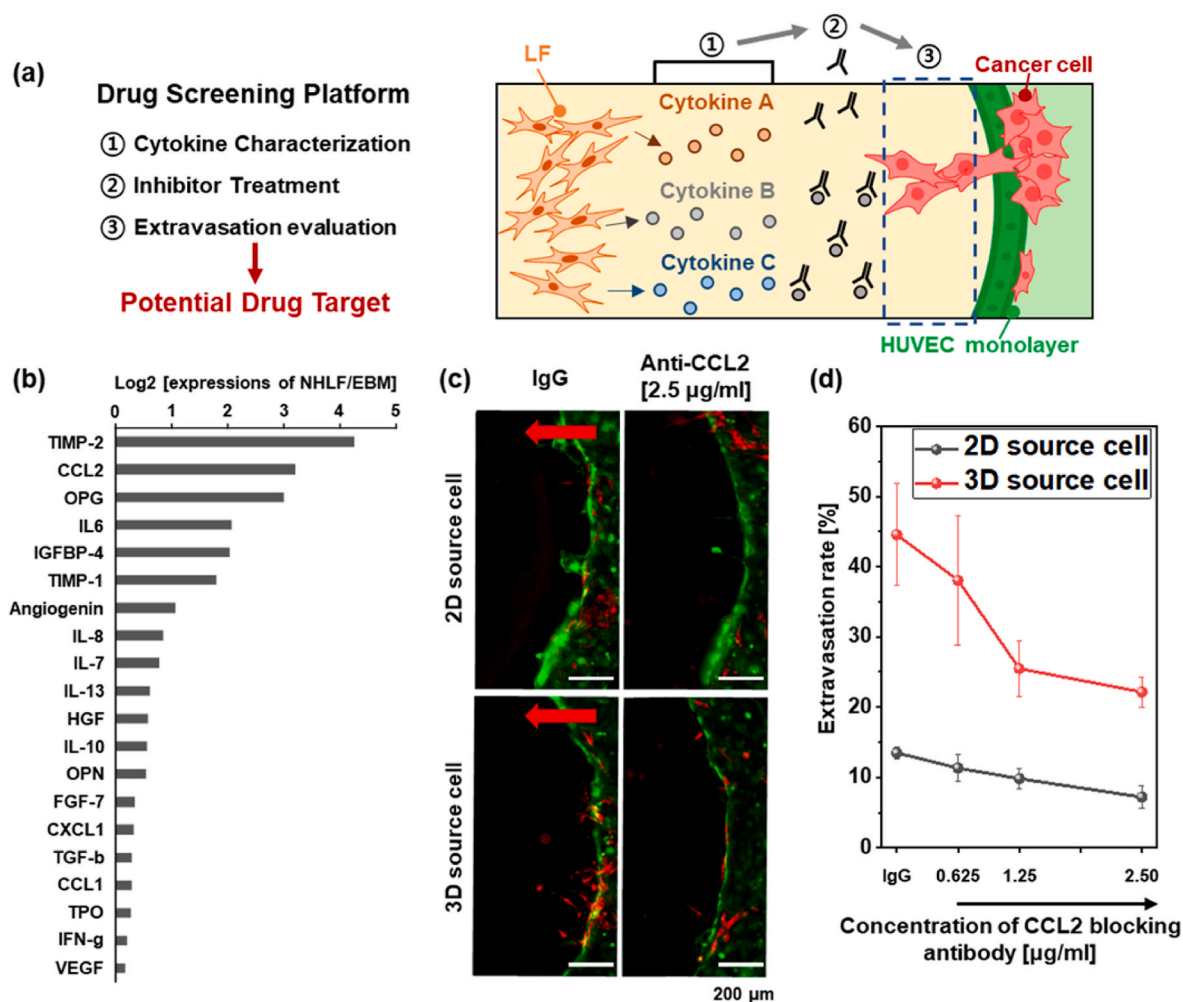 (a)
Drug Screening Platform
① Cytokine Characterization
② Inhibitor Treatment
③ Extravasation evaluation
Potential Drug Target
①
②
③
LF
Cancer cell
Cytokine A
Cytokine B
Cytokine C
HUVEC monolayer
(b)
Log2 [expressions of NHLF/EBM]
0 1 2 3 4 5
TIMP-2
CCL2
OPG
IL6
IGFBP-4
TIMP-1
Angiogenin
IL-8
IL-7
IL-13
HGF
IL-10
OPN
FGF-7
CXCL1
TGF-b
CCL1
TPO
IFN-g
VEGF
(c)
IgG
Anti-CCL2
[2.5 µg/ml]
2D source cell
3D source cell
200 µm
(d)
2D source cell
3D source cell
Extravasation rate [%]
60
50
40
30
20
10
0
IgG 0.625 1.25 2.50
Concentration of CCL2 blocking
antibody [µg/ml]